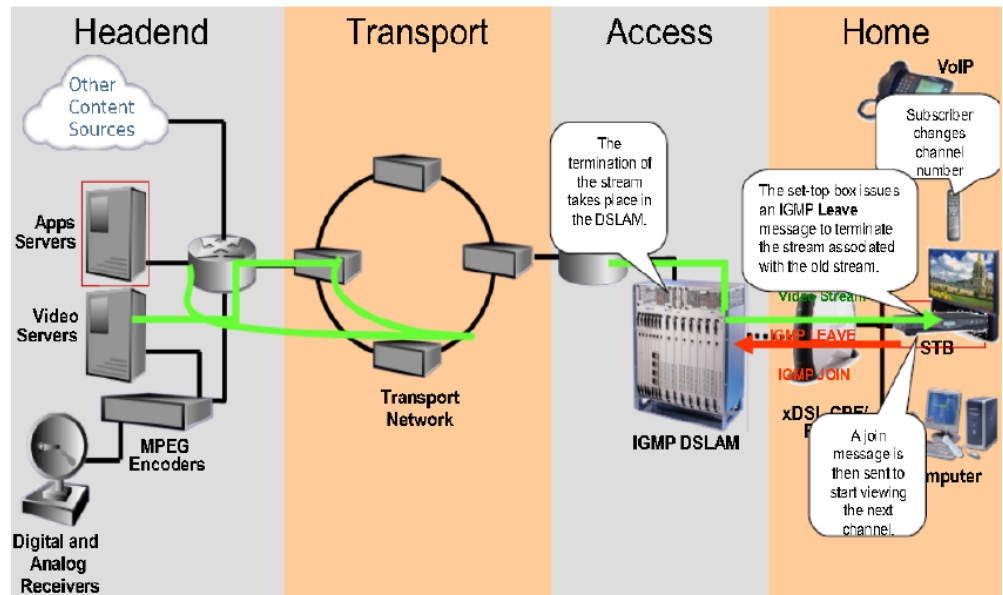 Headend
Transport
Access
Home
Other
Content
Sources
Apps
Servers
Video
Servers
MPEG
Encoders
Digital and
Analog
Receivers
Transport
Network
The
termination of
the stream
takes place in
the DSLAM.
IGMP DSLAM
VoIP
Subscriber
changes
channel
number
The set-top box issues
an IGMP Leave
message to terminate
the stream associated
with the old stream.
Video Stream
IGMP LEAVE
STB
IGMP JOIN
xDSL CPE/
A join
message is
then sent to
start viewing
the next
channel.
mputer